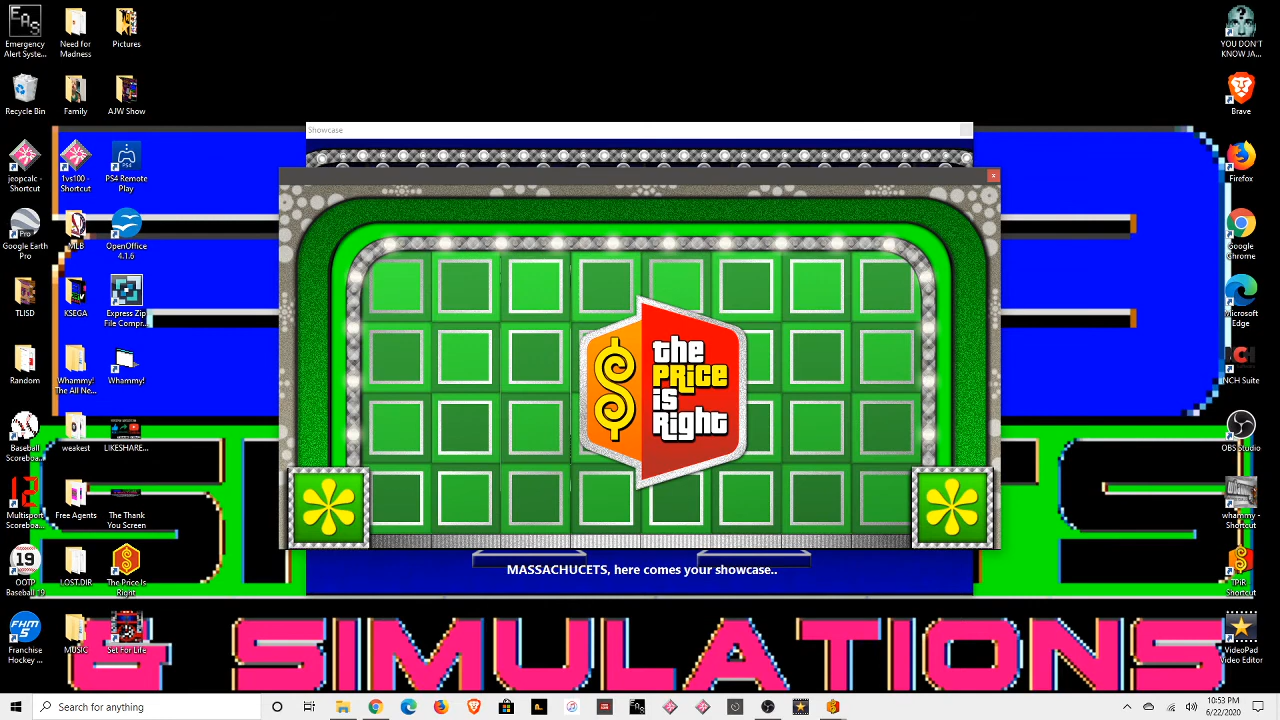 Emergency
Alert Syste...
Need for
Madness
Pictures
YOU DON'T
KNOW JA...
Recycle Bin
Family
AJW Show
Brave
Showcase
jeopcalc -
Shortcut
1vs100 -
Shortcut
PS4 Remote
Play
Firefox
Google Earth
Pro
MLB
OpenOffice
4.1.6
Google
Chrome
TLISD
KSEGA
Express Zip
File Compr...
Microsoft
Edge
the
PRiCE
is
Right
Random
Whammy!
The All Ne...
Whammy!
NCH Suite
Baseball
Scoreboa...
weakest
LIKESHARE...
OBS Studio
Multisport
Scoreboa...
Free Agents
The Thank
You Screen
whammy -
Shortcut
MASSACHUCETS, here comes your showcase..
OOTP
Baseball 19
LOST.DIR
The Price Is
Right
TPiR
Shortcut
Franchise
Hockey ...
MUSIC
Set For Life
VideoPad
Video Editor
& SIMULATIONS
Search for anything
10:53 PM
6/22/2020